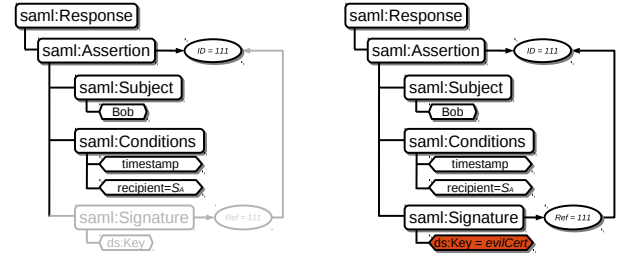 saml:Response
saml:Assertion
ID = 111
saml:Subject
Bob
saml:Conditions
timestamp
recipient=SA
saml:Signature
Ref = 111
ds:Key
saml:Response
saml:Assertion
ID = 111
saml:Subject
Bob
saml:Conditions
timestamp
recipient=SA
saml:Signature
Ref = 111
ds:Key = evilCert